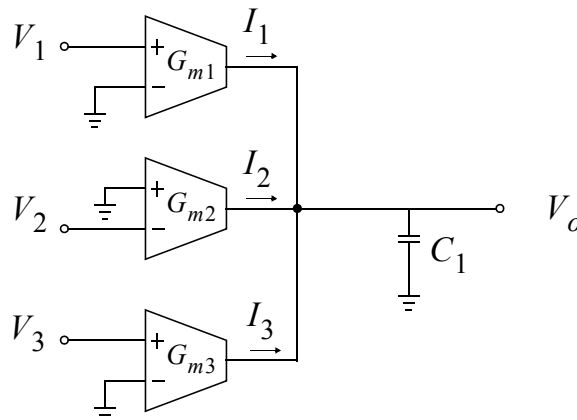 V1 + Gm1 I1
−
+ I2
V2 − Gm2 Vo
C1
V3 + Gm3 I3
−